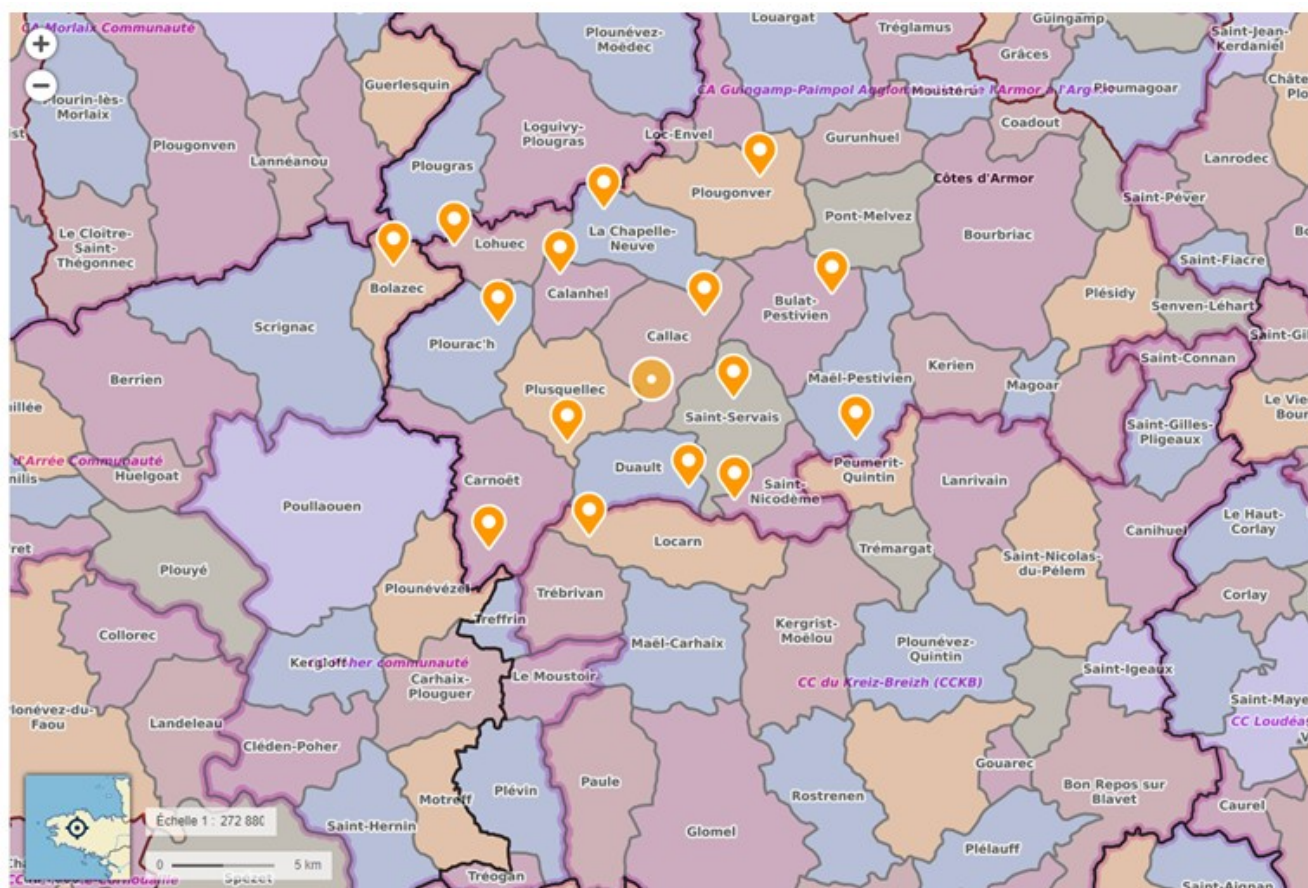 CA Morlaix Communauté
Louargat
Tréglamus
Guingamp
Grâces
Saint-Jean-
Kerdaniel
+
−
Plounévez-
Moëdec
Guerlesquin
Plourin-lès-
Morlaix
Plougonven
Lannéanou
Plougras
Loguivy-
Plougras
Loc-Envel
Moustéru
Ploumagoar
Gurunhuel
Coadout
Lanrodec
Plougonver
Côtes d'Armor
Saint-Péver
Pont-Melvez
Bourbriac
Le Cloître-
Saint-
Thégonnec
Lohuec
La Chapelle-
Neuve
Saint-Fiacre
Bolazec
Calanhel
Bulat-
Pestivien
Plésidy
Senven-Léhart
Scrignac
Plourac'h
Callac
Saint-Connan
Berrien
Plusquellec
Maël-Pestivien
Kerien
Magoar
Saint-Servais
Saint-Gilles-
Pligeaux
d'Arrée Communauté
Huelgoat
Duault
Saint-
Nicodème
Peumerit-
Quintin
Lanrivain
Carnoët
Poullaouen
Canihuel
Le Haut-
Corlay
Locarn
Trémargat
Saint-Nicolas-
du-Pélem
Plouyé
Plounévézel
Trébrivan
Corlay
Treffrin
Kergrist-
Moëlou
Collorec
Maël-Carhaix
Plounévez-
Quintin
Kergloff
Carhaix-
Plouguer
Le Moustoir
Saint-Igeaux
CC du Kreiz-Breizh (CCKB)
Landeleau
Cléden-Poher
Gouarec
Paule
Bon Repos sur
Blavet
Motreff
Plévin
Rostrenen
Caurel
Échelle 1 : 272 880
Saint-Hernin
Glomel
Plélauff
0
5 km
Spézet
Tréogan
Saint-Aignan